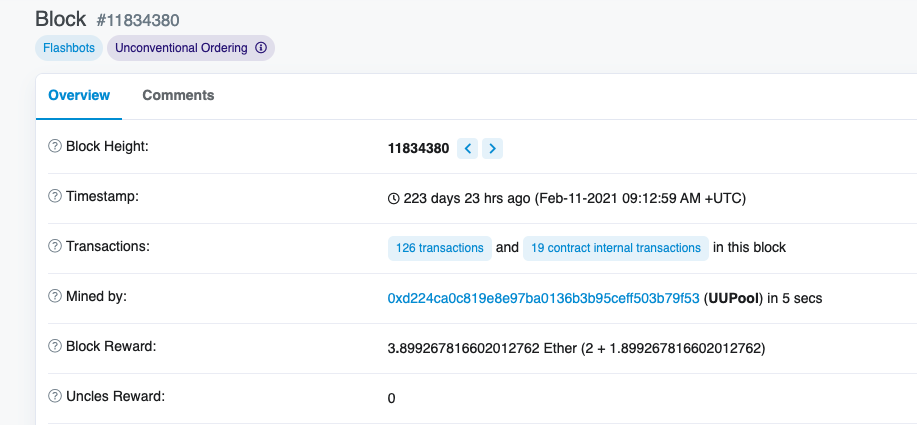 Block #11834380
Flashbots Unconventional Ordering
Overview Comments
Block Height: 11834380
Timestamp: 223 days 23 hrs ago (Feb-11-2021 09:12:59 AM +UTC)
Transactions: 126 transactions and 19 contract internal transactions in this block
Mined by: 0xd224ca0c819e8e97ba0136b3b95ceff503b79f53 (UUPool) in 5 secs
Block Reward: 3.899267816602012762 Ether (2 + 1.899267816602012762)
Uncles Reward: 0